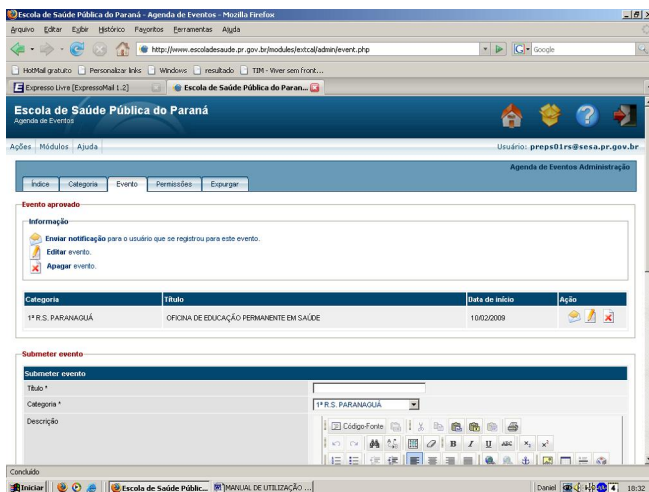 Escola de Saúde Pública do Paraná - Agenda de Eventos - Mozilla Firefox
Arquivo Editar Exibir Histórico Favoritos Ferramentas Ajuda
http://www.escoladesaude.pr.gov.br/modules/extcal/admin/event.php
Google
HotMail gratuito Personalizar links Windows resultado TIM - Viver sem front...
Expresso Livre [ExpressoMail 1.2] Escola de Saúde Pública do Paran...
Escola de Saúde Pública do Paraná
Agenda de Eventos
Ações Módulos Ajuda Usuário: preps01rs@sesa.pr.gov.br
Agenda de Eventos Administração
Índice Categoria Evento Permissões Expurgar
Evento aprovado
Informação
Enviar notificação para o usuário que se registrou para este evento.
Editar evento.
Apagar evento.
Categoria Título Data de início Ação
1ª R.S. PARANAGUÁ OFICINA DE EDUCAÇÃO PERMANENTE EM SAÚDE 10/02/2009
Submeter evento
Submeter evento
Título *
Categoria * 1ª R.S. PARANAGUÁ
Descrição
Código-Fonte
B I U ABC x₂ x²
Concluído
Iniciar Escola de Saúde Públic... MANUAL DE UTILIZAÇÃO ... Daniel 18:32